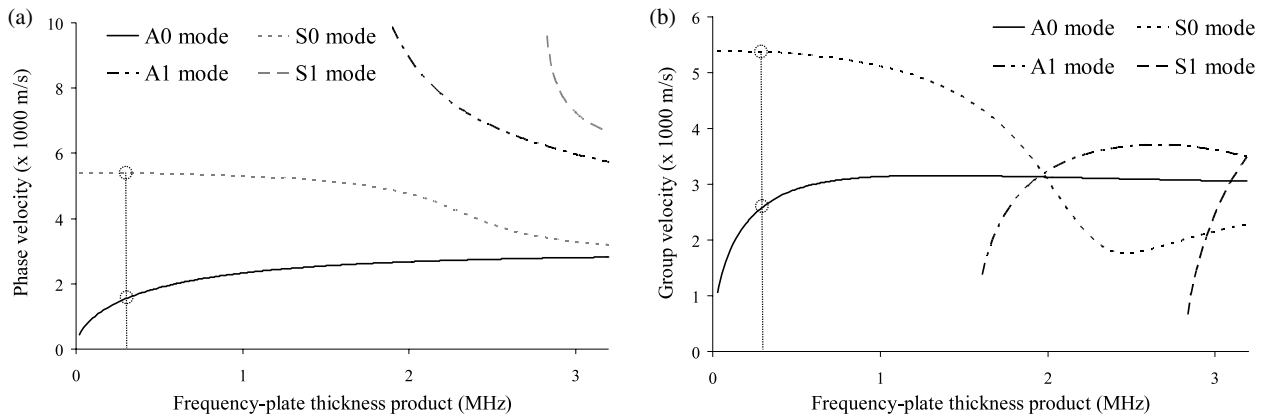 (a)
10
8
6
4
2
0
Phase velocity (x 1000 m/s)
A0 mode
S0 mode
A1 mode
S1 mode
0
1
2
3
Frequency-plate thickness product (MHz)
(b)
6
5
4
3
2
1
0
Group velocity (x 1000 m/s)
A0 mode
S0 mode
A1 mode
S1 mode
0
1
2
3
Frequency-plate thickness product (MHz)